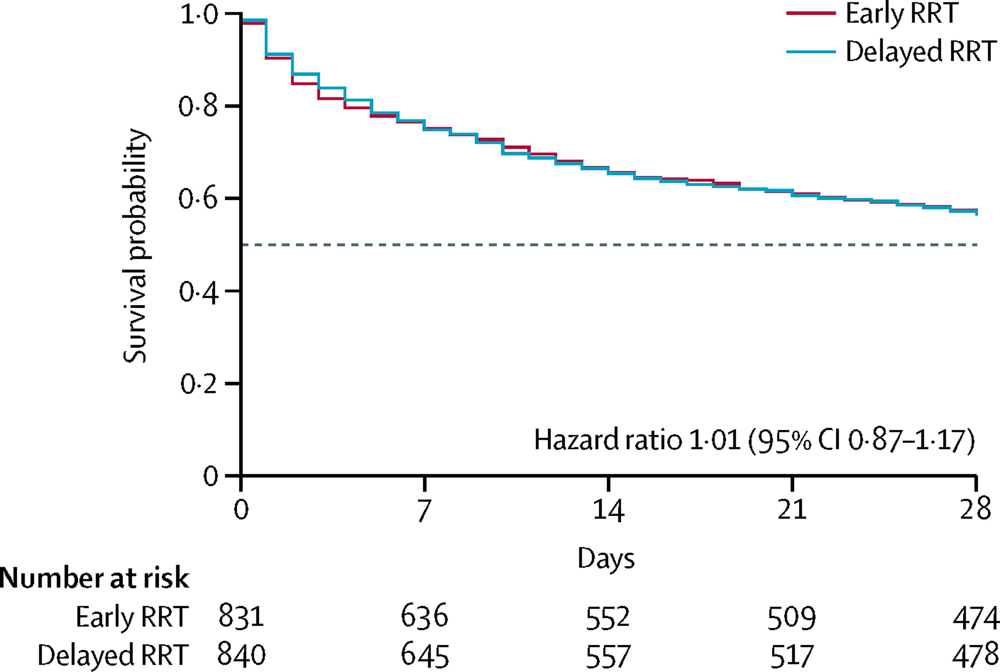 1·0
0·8
0·6
0·4
0·2
0
Survival probability
Early RRT
Delayed RRT
Hazard ratio 1·01 (95% CI 0·87–1·17)
0 7 14 21 28
Days
Number at risk
Early RRT 831 636 552 509 474
Delayed RRT 840 645 557 517 478